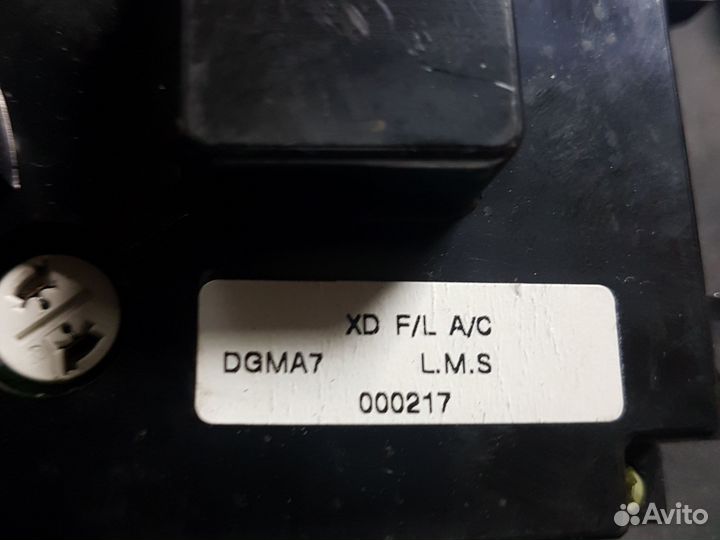 XD F/L A/C
DGMA7 L.M.S
000217
Avito